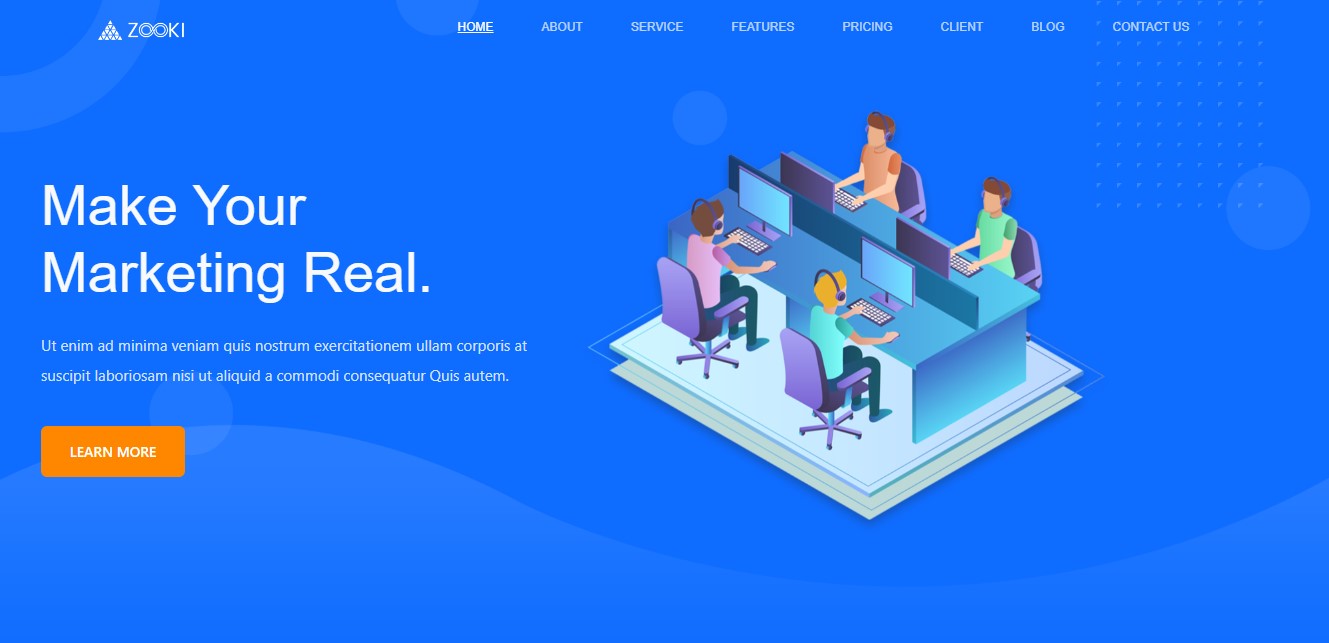 ZOOKI
HOME ABOUT SERVICE FEATURES PRICING CLIENT BLOG CONTACT US
Make Your
Marketing Real.
Ut enim ad minima veniam quis nostrum exercitationem ullam corporis at
suscipit laboriosam nisi ut aliquid a commodi consequatur Quis autem.
LEARN MORE